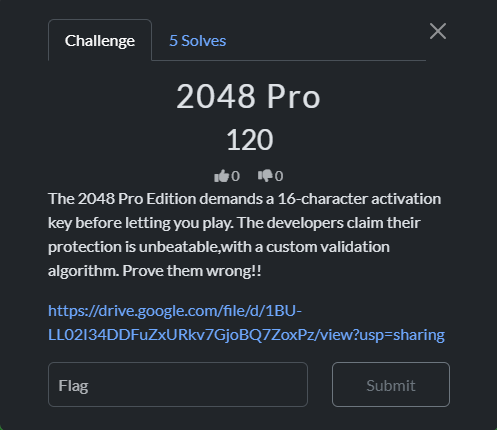 Challenge
5 Solves
2048 Pro
120
0
0
The 2048 Pro Edition demands a 16-character activation
key before letting you play. The developers claim their
protection is unbeatable,with a custom validation
algorithm. Prove them wrong!!
https://drive.google.com/file/d/1BU-
LL02I34DDFuZxURkv7GjoBQ7ZoxPz/view?usp=sharing
Flag
Submit